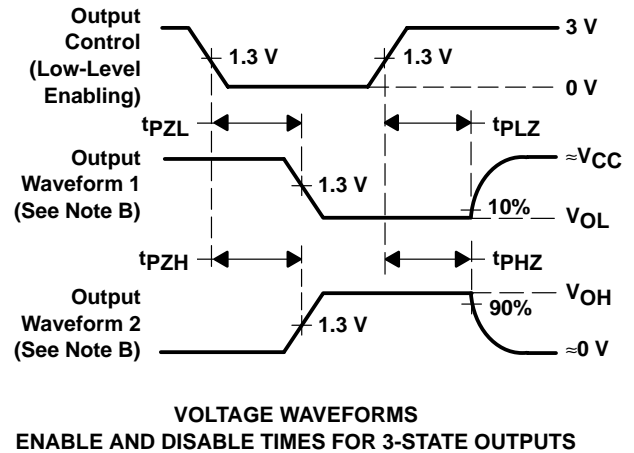 Output
Control
(Low-Level
Enabling)
1.3 V
1.3 V
3 V
0 V
tPZL
tPLZ
Output
Waveform 1
(See Note B)
1.3 V
10%
≈VCC
VOL
tPZH
tPHZ
Output
Waveform 2
(See Note B)
1.3 V
90%
VOH
≈0 V
VOLTAGE WAVEFORMS
ENABLE AND DISABLE TIMES FOR 3-STATE OUTPUTS